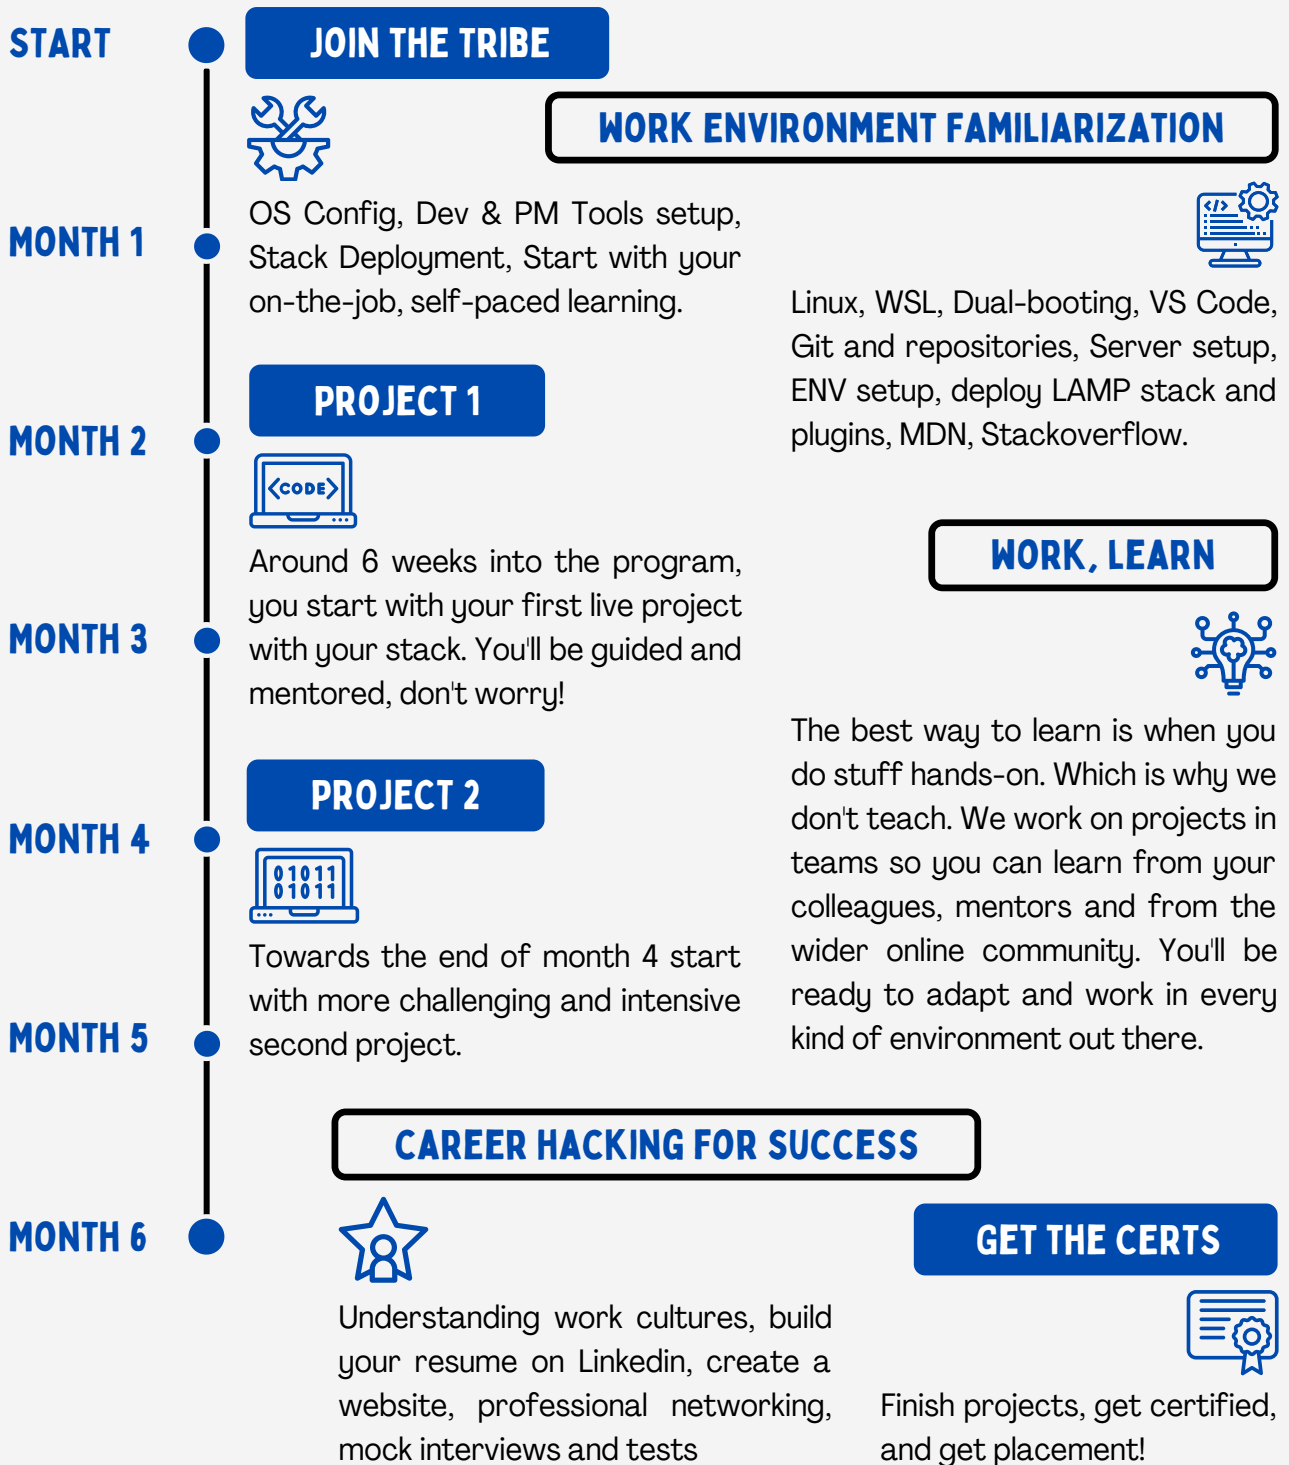 START
JOIN THE TRIBE
WORK ENVIRONMENT FAMILIARIZATION
MONTH 1
OS Config, Dev & PM Tools setup,
Stack Deployment, Start with your
on-the-job, self-paced learning.
</>
Linux, WSL, Dual-booting, VS Code,
Git and repositories, Server setup,
ENV setup, deploy LAMP stack and
plugins, MDN, Stackoverflow.
PROJECT 1
MONTH 2
<CODE>
Around 6 weeks into the program,
you start with your first live project
with your stack. You'll be guided and
mentored, don't worry!
MONTH 3
WORK, LEARN
The best way to learn is when you
do stuff hands-on. Which is why we
don't teach. We work on projects in
teams so you can learn from your
colleagues, mentors and from the
wider online community. You'll be
ready to adapt and work in every
kind of environment out there.
PROJECT 2
MONTH 4
01011
01011
Towards the end of month 4 start
with more challenging and intensive
second project.
MONTH 5
CAREER HACKING FOR SUCCESS
MONTH 6
Understanding work cultures, build
your resume on Linkedin, create a
website, professional networking,
mock interviews and tests
GET THE CERTS
Finish projects, get certified,
and get placement!